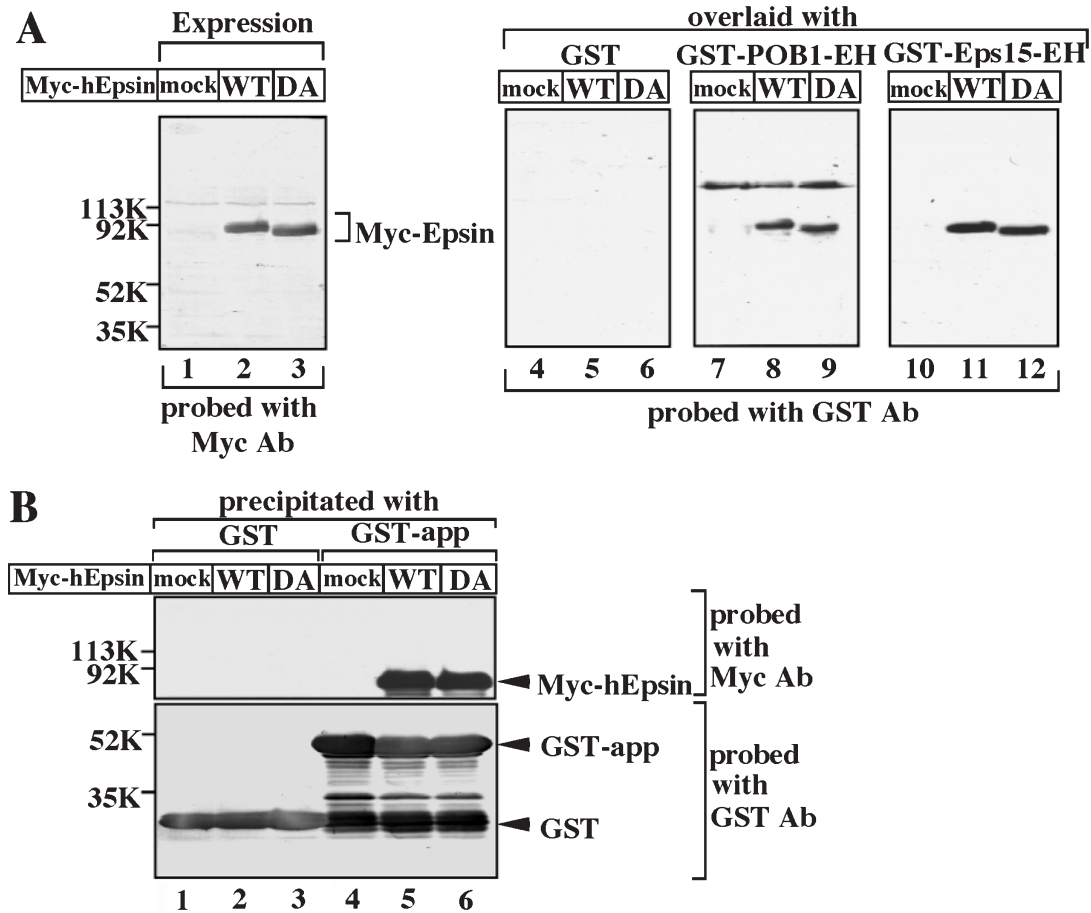 A
Expression
Myc-hEpsin mock WT DA
113K
92K
52K
35K
Myc-Epsin
1 2 3
probed with
Myc Ab
overlaid with
GST GST-POB1-EH GST-Eps15-EH
mock WT DA mock WT DA mock WT DA
4 5 6 7 8 9 10 11 12
probed with GST Ab
B
precipitated with
GST GST-app
Myc-hEpsin mock WT DA mock WT DA
113K
92K
Myc-hEpsin
probed
with
Myc Ab
52K
35K
GST-app
GST
probed
with
GST Ab
1 2 3 4 5 6